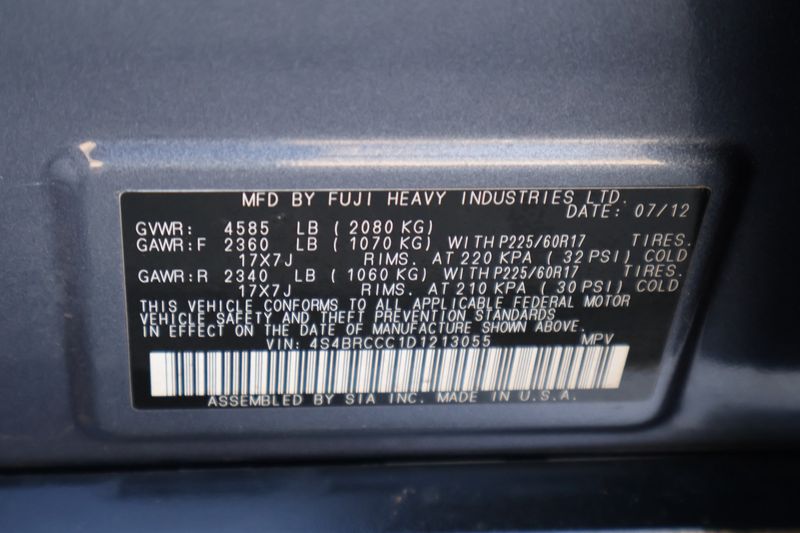 MFD BY FUJI HEAVY INDUSTRIES LTD.
DATE: 07/12
GVWR: 4585 LB ( 2080 KG)
GAWR:F 2360 LB ( 1070 KG) WITH P225/60R17 TIRES.
17X7J RIMS. AT 220 KPA ( 32 PSI) COLD
GAWR:R 2340 LB ( 1060 KG) WITH P225/60R17 TIRES.
17X7J RIMS. AT 210 KPA ( 30 PSI) COLD
THIS VEHICLE CONFORMS TO ALL APPLICABLE FEDERAL MOTOR
VEHICLE SAFETY AND THEFT PREVENTION STANDARDS
IN EFFECT ON THE DATE OF MANUFACTURE SHOWN ABOVE.
VIN: 4S4BRCCC1D1213055 MPV
ASSEMBLED BY SIA INC. MADE IN U.S.A.